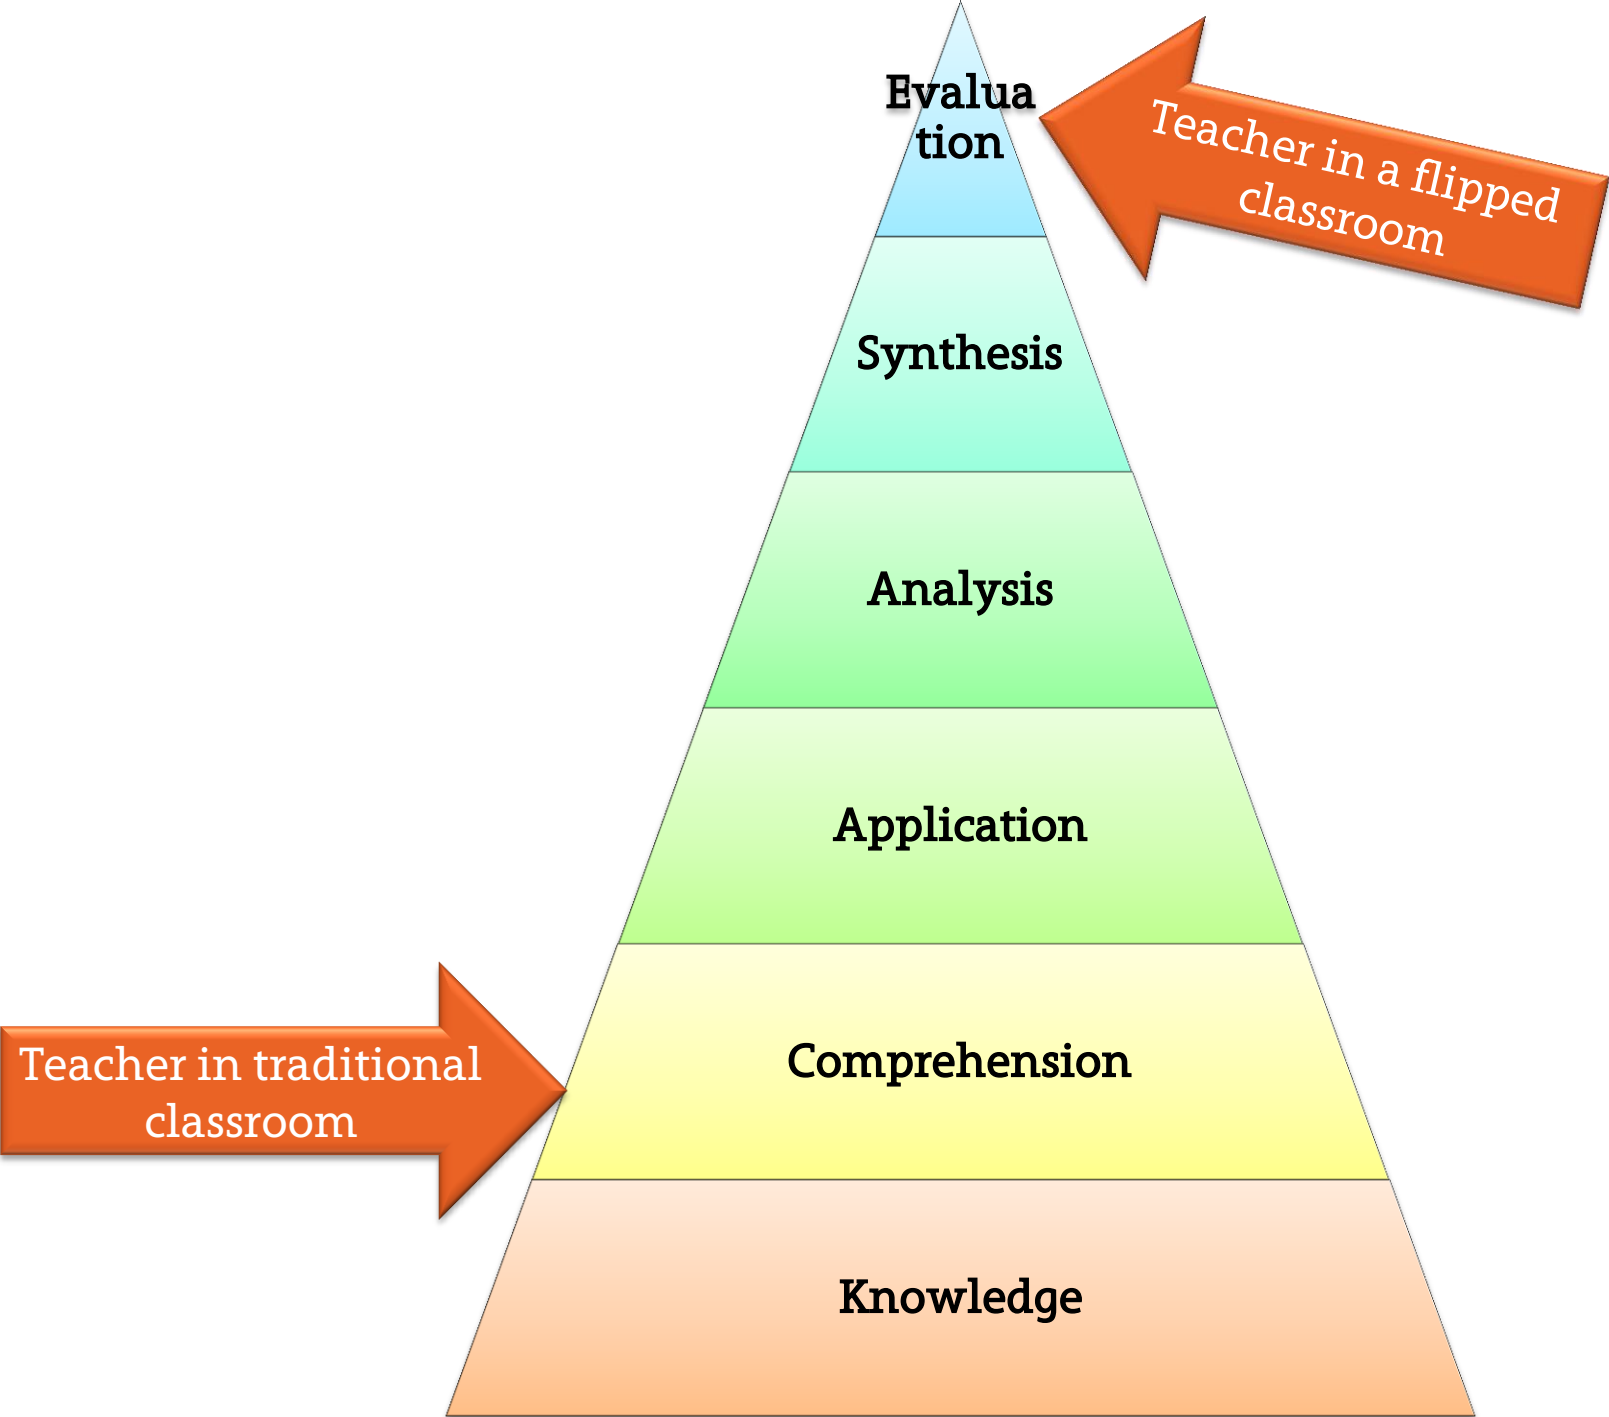 Evalua
tion
Teacher in a flipped
classroom
Synthesis
Analysis
Application
Comprehension
Teacher in traditional
classroom
Knowledge